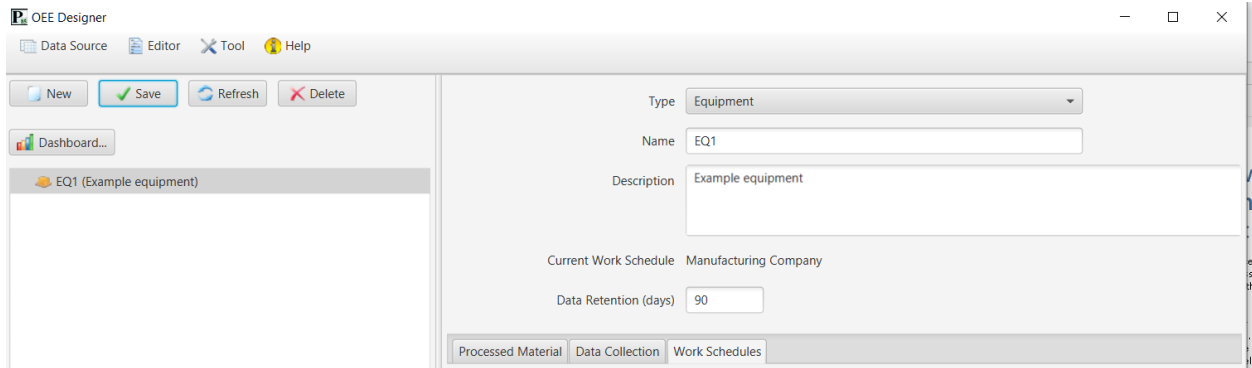 OEE Designer
Data Source Editor Tool Help
New Save Refresh Delete
Dashboard...
EQ1 (Example equipment)
Type Equipment
Name EQ1
Description Example equipment
Current Work Schedule Manufacturing Company
Data Retention (days) 90
Processed Material Data Collection Work Schedules